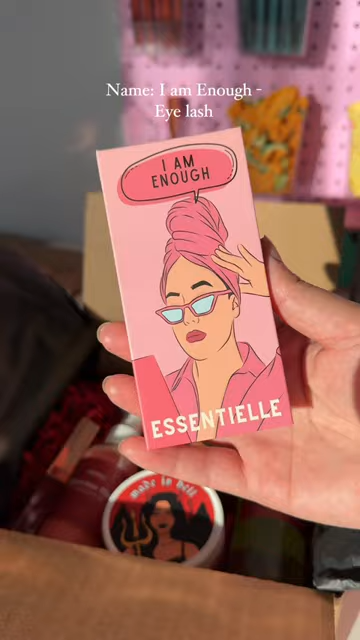 Name: I am Enough -
Eye lash
I AM
ENOUGH
ESSENTIELLE
made in hell